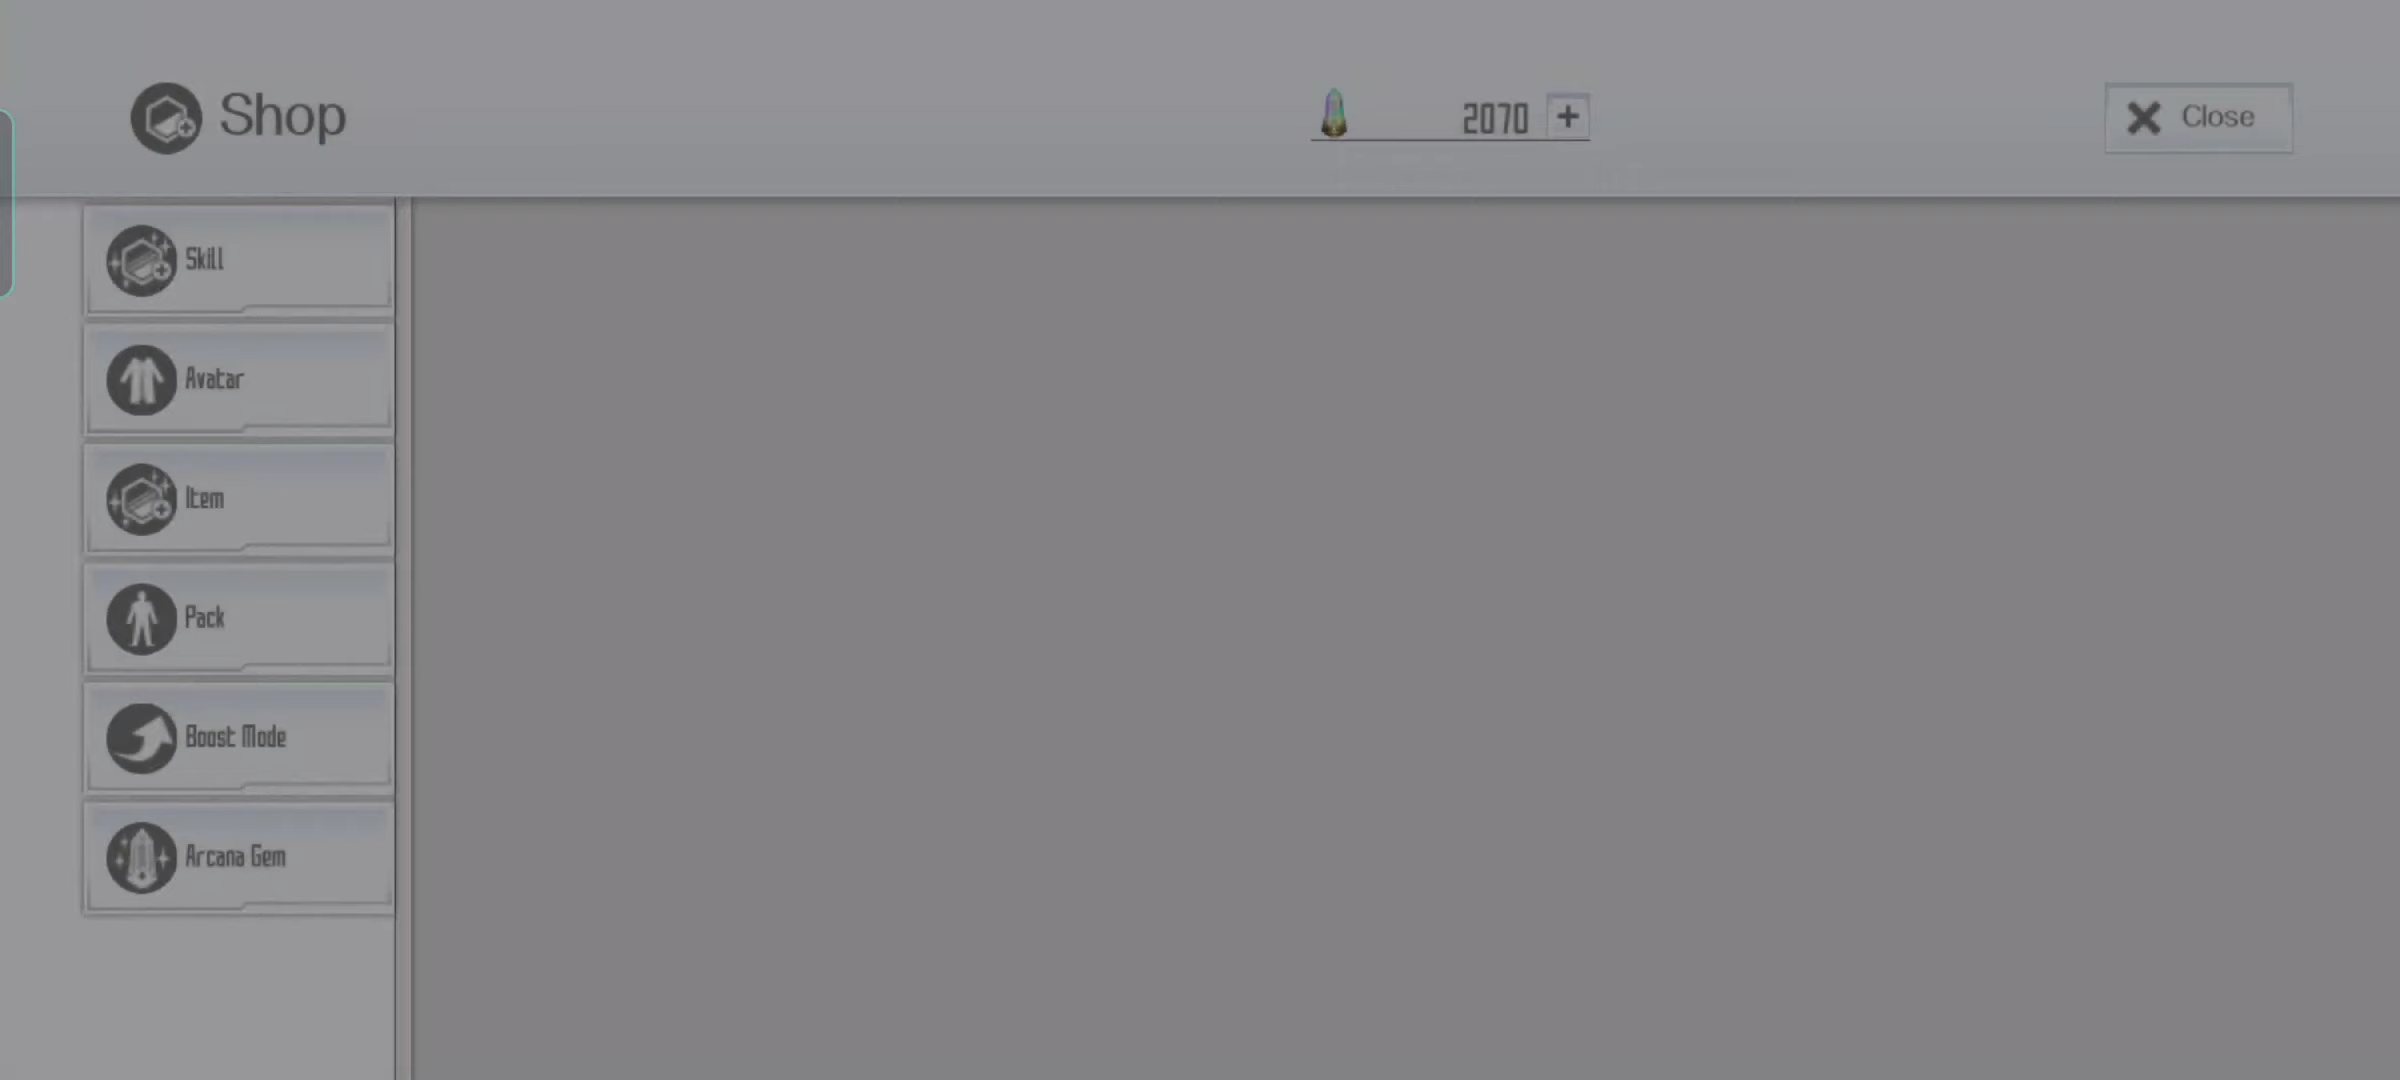 Shop
2070
Close
Skill
Avatar
Item
Pack
Boost Mode
Arcana Gem